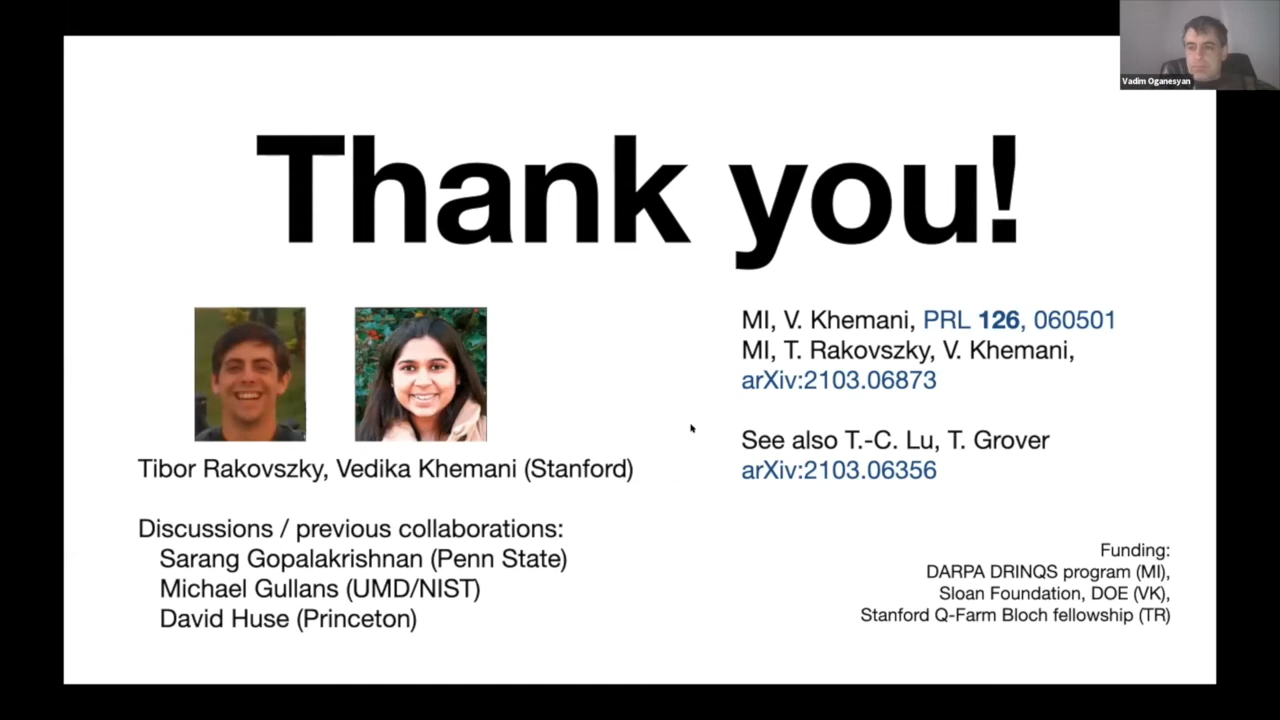 Vadim Oganesyan
Thank you!
Tibor Rakovszky, Vedika Khemani (Stanford)
Discussions / previous collaborations:
Sarang Gopalakrishnan (Penn State)
Michael Gullans (UMD/NIST)
David Huse (Princeton)
MI, V. Khemani, PRL 126, 060501
MI, T. Rakovszky, V. Khemani,
arXiv:2103.06873
See also T.-C. Lu, T. Grover
arXiv:2103.06356
Funding:
DARPA DRINQS program (MI),
Sloan Foundation, DOE (VK),
Stanford Q-Farm Bloch fellowship (TR)